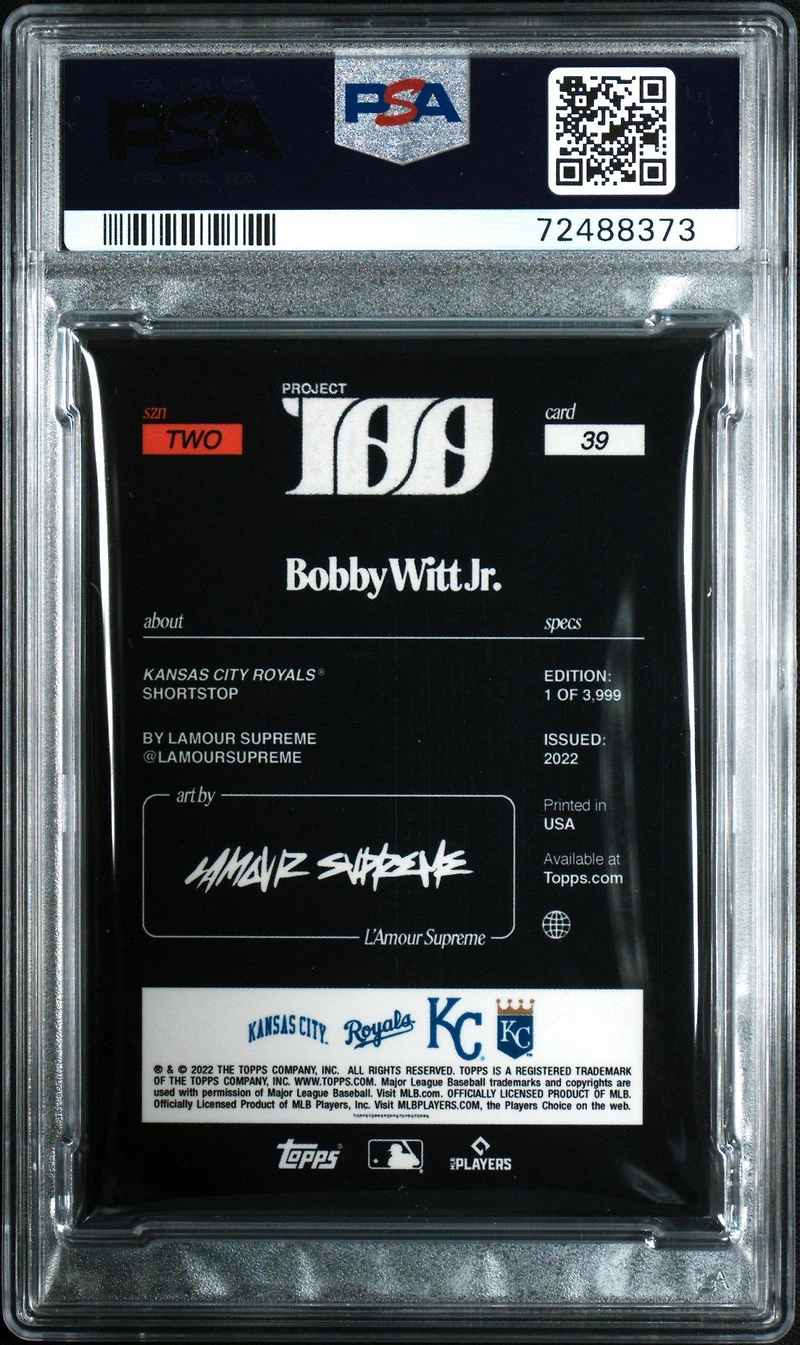 PSA
72488373
PROJECT
100
szn
TWO
card
39
Bobby Witt Jr.
about
specs
KANSAS CITY ROYALS®
SHORTSTOP
EDITION:
1 OF 3,999
BY LAMOUR SUPREME
@LAMOURSUPREME
ISSUED:
2022
art by
LAMOUR SUPREME
L'Amour Supreme
Printed in
USA
Available at
Topps.com
KANSAS CITY. Royals KC KC
® & © 2022 THE TOPPS COMPANY, INC. ALL RIGHTS RESERVED. TOPPS IS A REGISTERED TRADEMARK
OF THE TOPPS COMPANY, INC. WWW.TOPPS.COM. Major League Baseball trademarks and copyrights are
used with permission of Major League Baseball. Visit MLB.com. OFFICIALLY LICENSED PRODUCT OF MLB.
Officially Licensed Product of MLB Players, Inc. Visit MLBPLAYERS.COM, the Players Choice on the web.
TOPPSTOPPSTOPPSTOPPSTOPPS
Topps® MLB PLAYERS